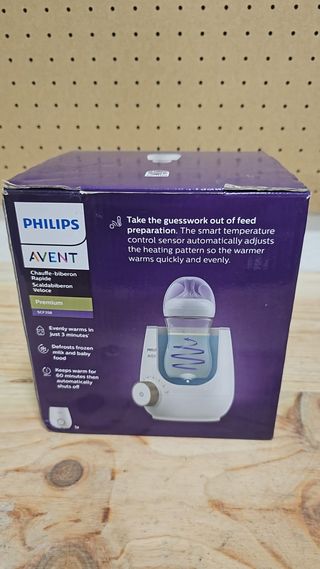 PHILIPS
AVENT
Chauffe-biberon
Rapide
Scaldabiberon
Veloce
Premium
SCF358
Evenly warms in
just 3 minutes¹
Defrosts frozen
milk and baby
food
Keeps warm for
60 minutes then
automatically
shuts off
1x
Take the guesswork out of feed
preparation. The smart temperature
control sensor automatically adjusts
the heating pattern so the warmer
warms quickly and evenly.